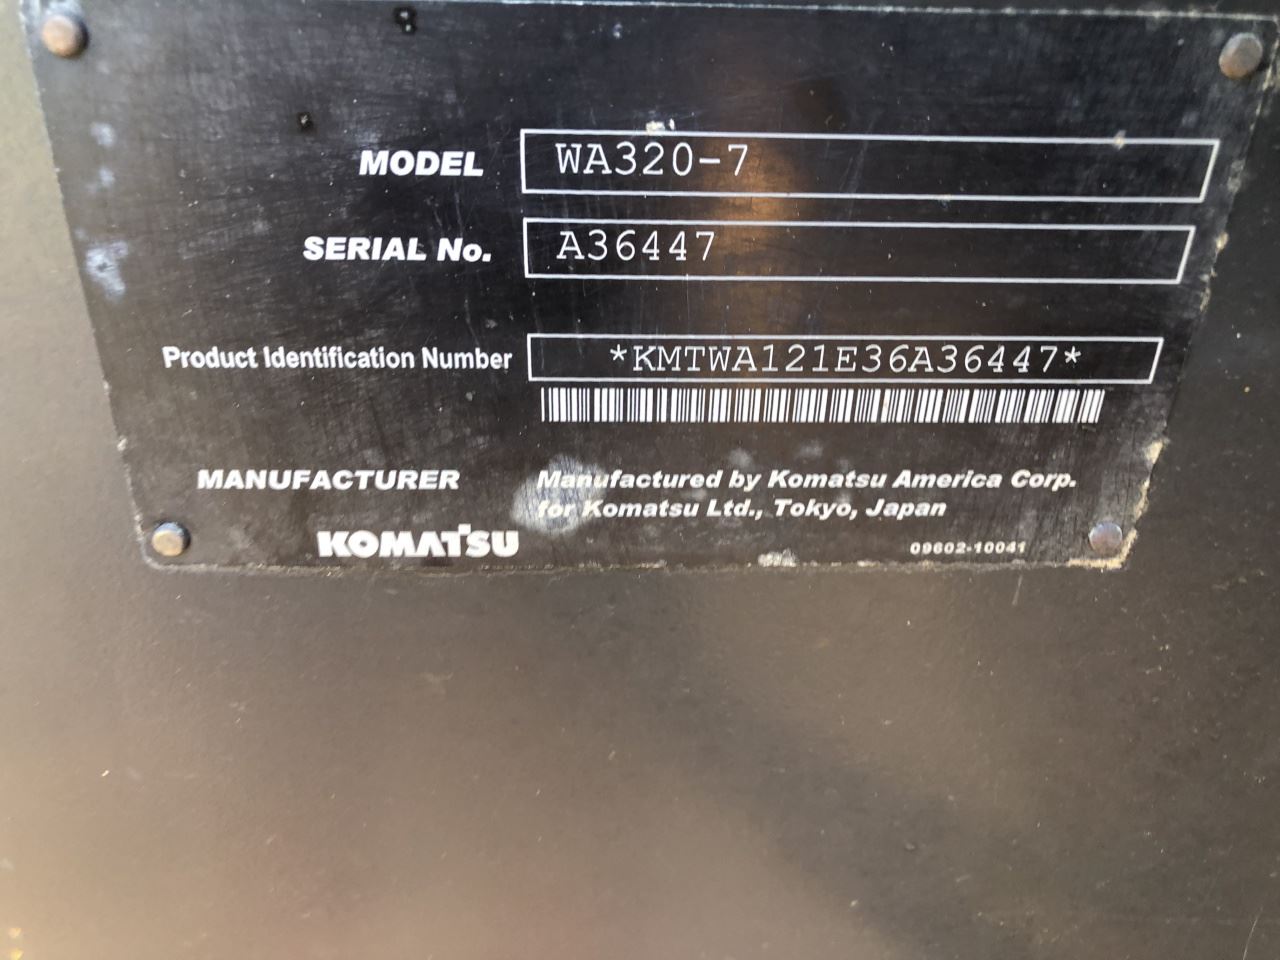 MODEL WA320-7
SERIAL No. A36447
Product Identification Number *KMTWA121E36A36447*
MANUFACTURER Manufactured by Komatsu America Corp.
for Komatsu Ltd., Tokyo, Japan
KOMATSU
09602-10041